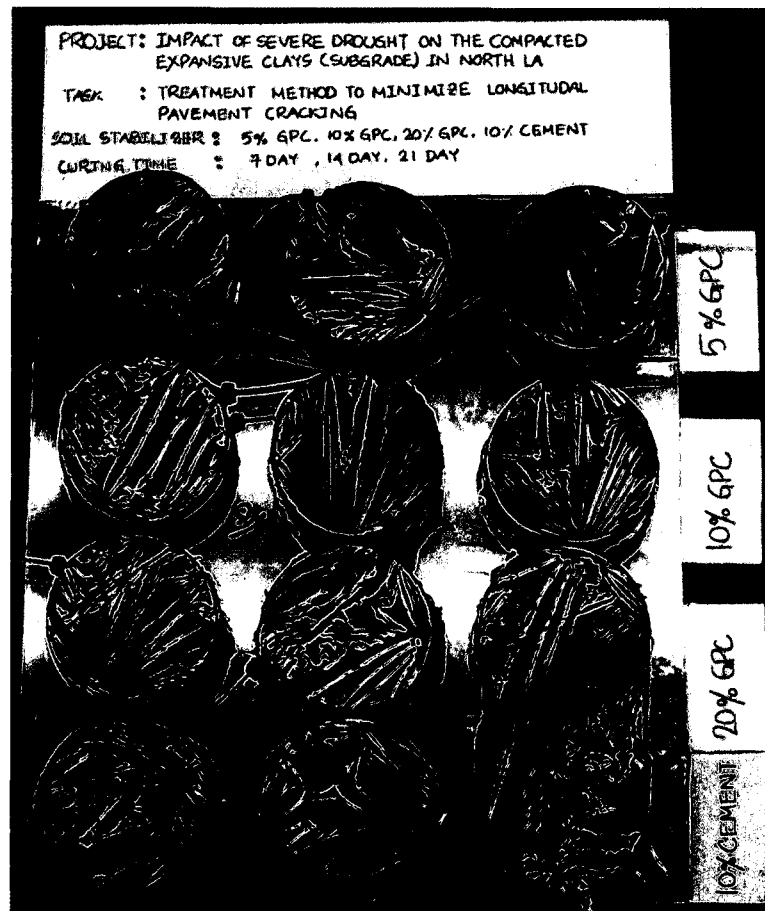 PROJECT: IMPACT OF SEVERE DROUGHT ON THE COMPACTED
EXPANSIVE CLAYS (SUBGRADE) IN NORTH LA
TASK : TREATMENT METHOD TO MINIMIZE LONGITUDAL
PAVEMENT CRACKING
SOIL STABILIZER : 5% GPC. 10% GPC, 20% GPC. 10% CEMENT
CURING TIME : 7 DAY , 14 DAY. 21 DAY
5% GPC
10% GPC
20% GPC
10% CEMENT